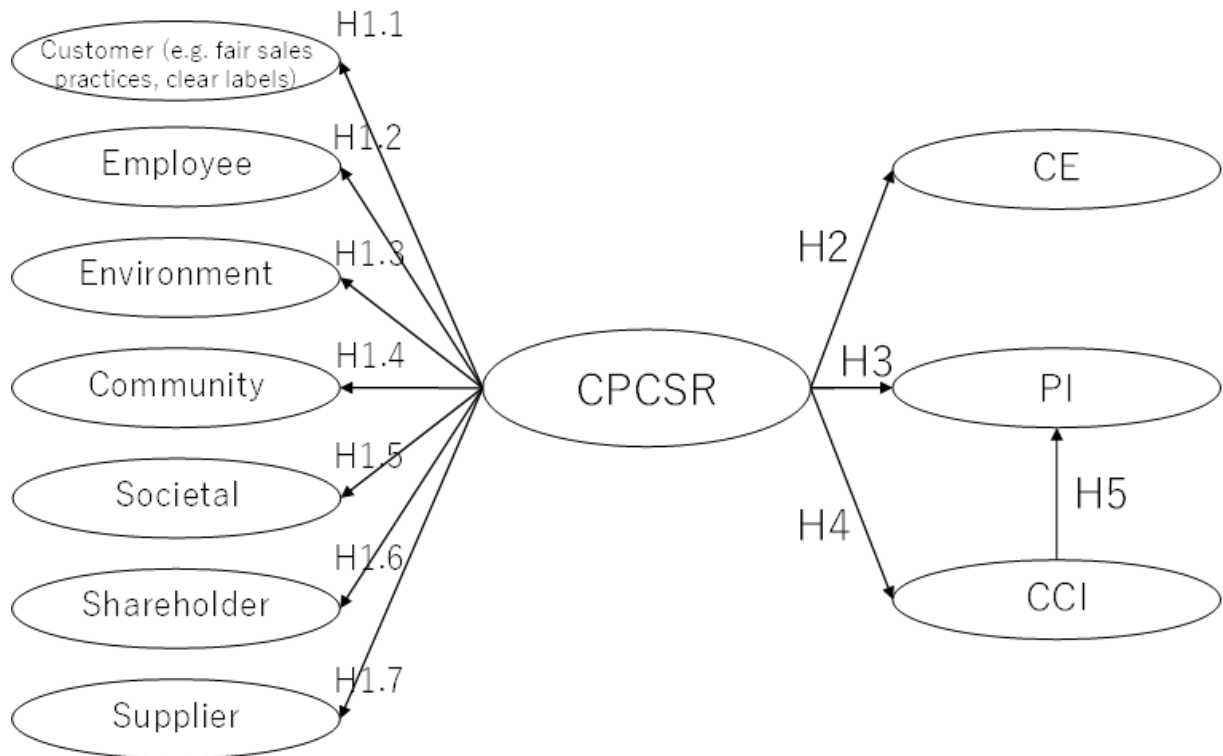 H1.1
Customer (e.g. fair sales
practices, clear labels)
H1.2
Employee
H1.3
Environment
H1.4
Community
H1.5
Societal
H1.6
Shareholder
H1.7
Supplier
CPCSR
H2
CE
H3
PI
H4
H5
CCI